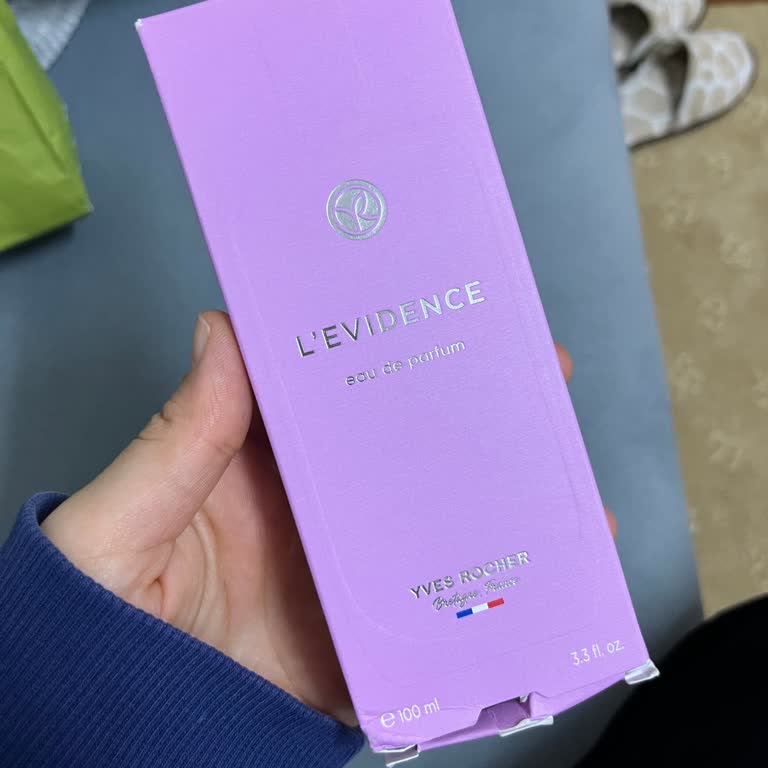 L'EVIDENCE
eau de parfum
YVES ROCHER
Bretagne, France
3.3 fl. oz.
℮ 100 ml